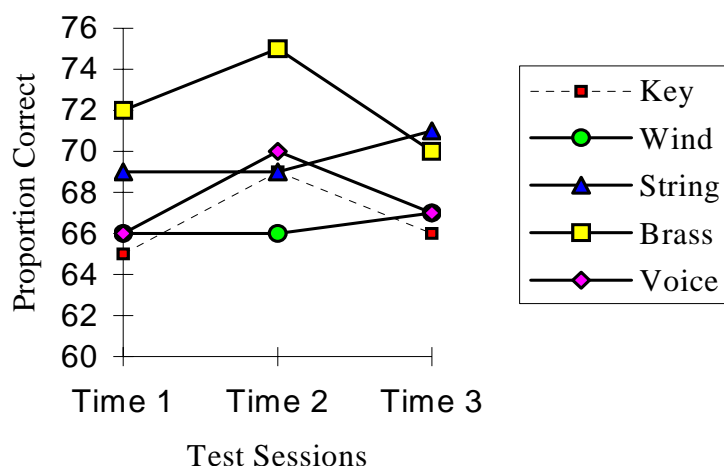 Proportion Correct
76
74
72
70
68
66
64
62
60
Time 1 Time 2 Time 3
Test Sessions
Key
Wind
String
Brass
Voice